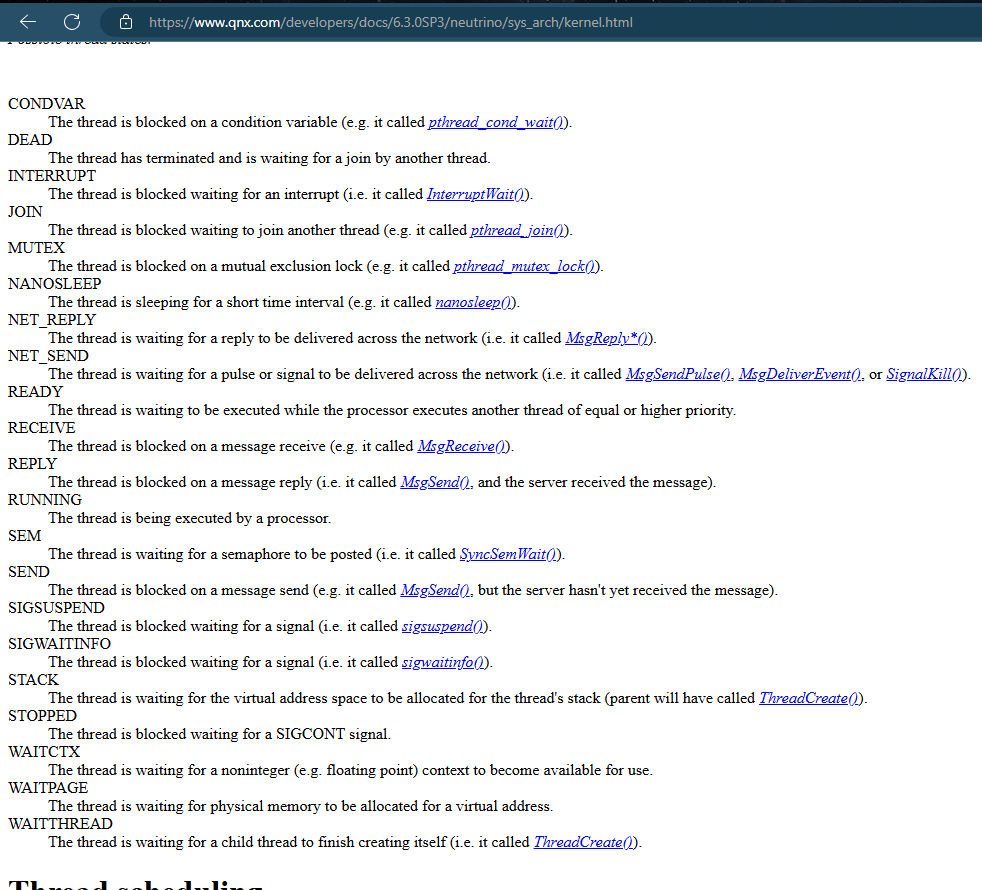 https://www.qnx.com/developers/docs/6.3.0SP3/neutrino/sys_arch/kernel.html
Possible thread states.
CONDVAR
The thread is blocked on a condition variable (e.g. it called pthread_cond_wait()).
DEAD
The thread has terminated and is waiting for a join by another thread.
INTERRUPT
The thread is blocked waiting for an interrupt (i.e. it called InterruptWait()).
JOIN
The thread is blocked waiting to join another thread (e.g. it called pthread_join()).
MUTEX
The thread is blocked on a mutual exclusion lock (e.g. it called pthread_mutex_lock()).
NANOSLEEP
The thread is sleeping for a short time interval (e.g. it called nanosleep()).
NET_REPLY
The thread is waiting for a reply to be delivered across the network (i.e. it called MsgReply*()).
NET_SEND
The thread is waiting for a pulse or signal to be delivered across the network (i.e. it called MsgSendPulse(), MsgDeliverEvent(), or SignalKill()).
READY
The thread is waiting to be executed while the processor executes another thread of equal or higher priority.
RECEIVE
The thread is blocked on a message receive (e.g. it called MsgReceive()).
REPLY
The thread is blocked on a message reply (i.e. it called MsgSend(), and the server received the message).
RUNNING
The thread is being executed by a processor.
SEM
The thread is waiting for a semaphore to be posted (i.e. it called SyncSemWait()).
SEND
The thread is blocked on a message send (e.g. it called MsgSend(), but the server hasn't yet received the message).
SIGSUSPEND
The thread is blocked waiting for a signal (i.e. it called sigsuspend()).
SIGWAITINFO
The thread is blocked waiting for a signal (i.e. it called sigwaitinfo()).
STACK
The thread is waiting for the virtual address space to be allocated for the thread's stack (parent will have called ThreadCreate()).
STOPPED
The thread is blocked waiting for a SIGCONT signal.
WAITCTX
The thread is waiting for a noninteger (e.g. floating point) context to become available for use.
WAITPAGE
The thread is waiting for physical memory to be allocated for a virtual address.
WAITTHREAD
The thread is waiting for a child thread to finish creating itself (i.e. it called ThreadCreate()).
Thread scheduling